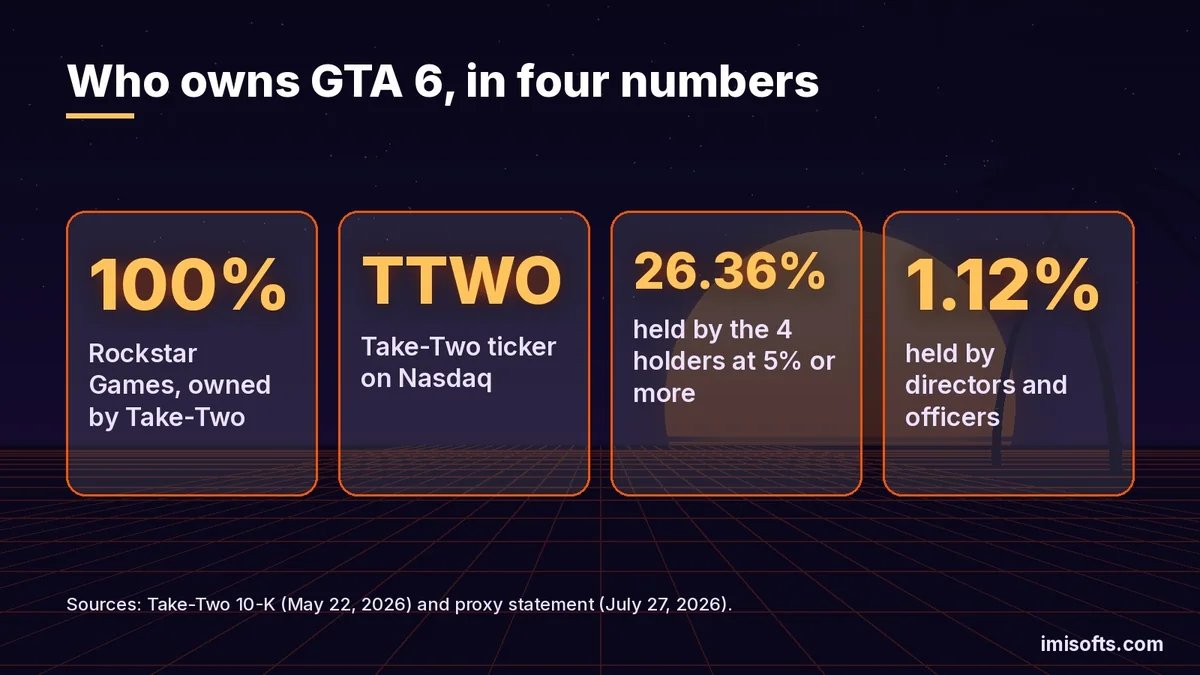 Who owns GTA 6, in four numbers
100%
Rockstar
Games, owned
by Take-Two
TTWO
Take-Two ticker
on Nasdaq
26.36%
held by the 4
holders at 5% or
more
1.12%
held by
directors and
officers
Sources: Take-Two 10-K (May 22, 2026) and proxy statement (July 27, 2026).
imisofts.com